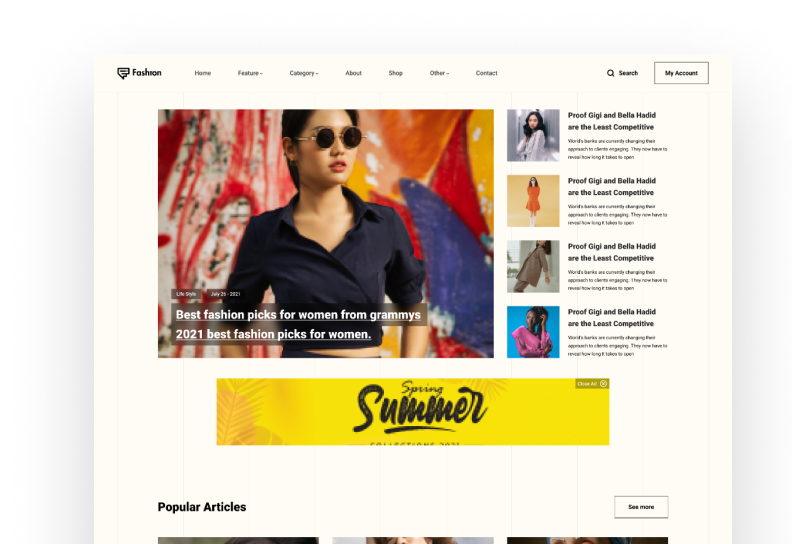 Fashion
Home
Feature
Category
About
Shop
Other
Contact
Search
My Account
Life Style
July 20 - 2021
Best fashion picks for women from grammys
2021 best fashion picks for women.
Proof Gigi and Bella Hadid
are the Least Competitive
World's banks are currently changing their
approach to clients engaging. They now have to
reveal how long it takes to open
Proof Gigi and Bella Hadid
are the Least Competitive
World's banks are currently changing their
approach to clients engaging. They now have to
reveal how long it takes to open
Proof Gigi and Bella Hadid
are the Least Competitive
World's banks are currently changing their
approach to clients engaging. They now have to
reveal how long it takes to open
Proof Gigi and Bella Hadid
are the Least Competitive
World's banks are currently changing their
approach to clients engaging. They now have to
reveal how long it takes to open
Close Ad
Spring
Summer
COLLECTIONS 2021
Popular Articles
See more